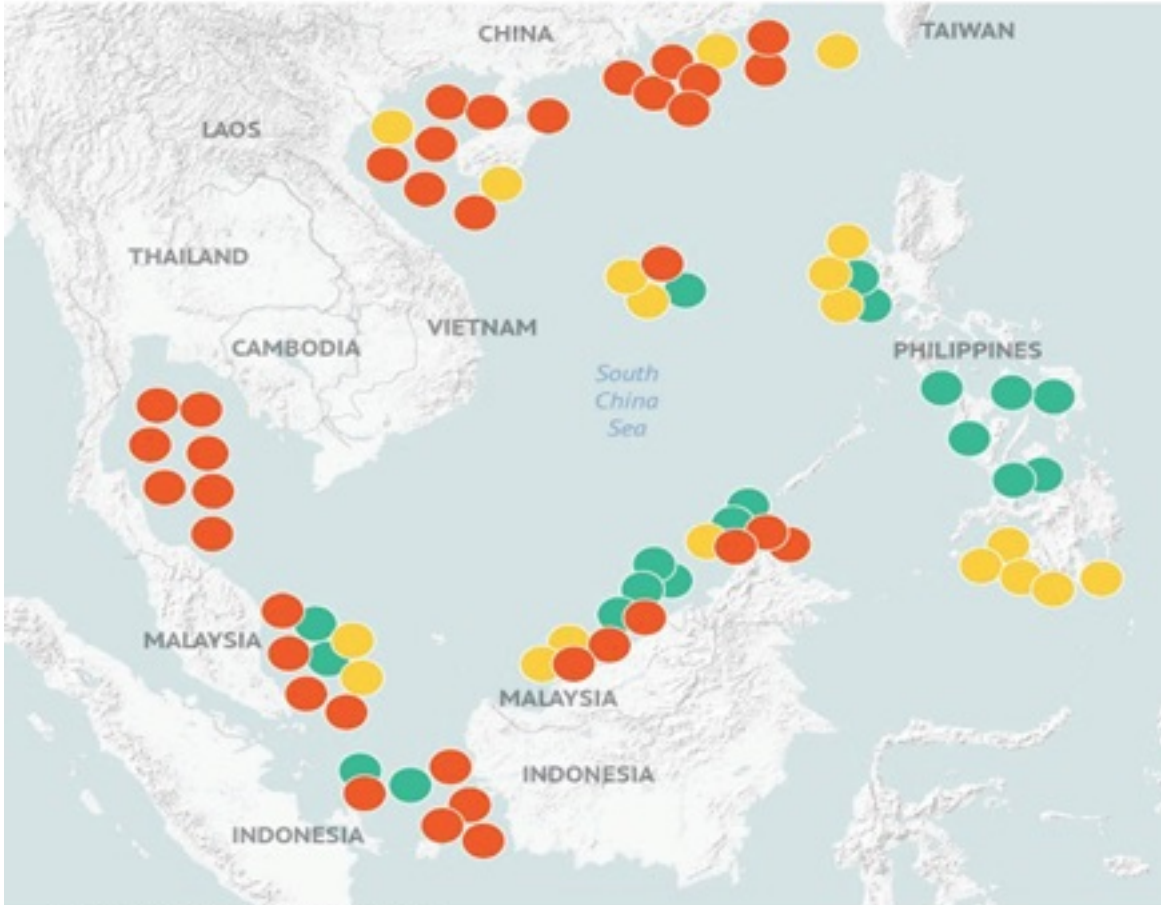 CHINA
TAIWAN
LAOS
THAILAND
VIETNAM
CAMBODIA
PHILIPPINES
South
China
Sea
MALAYSIA
MALAYSIA
INDONESIA
INDONESIA